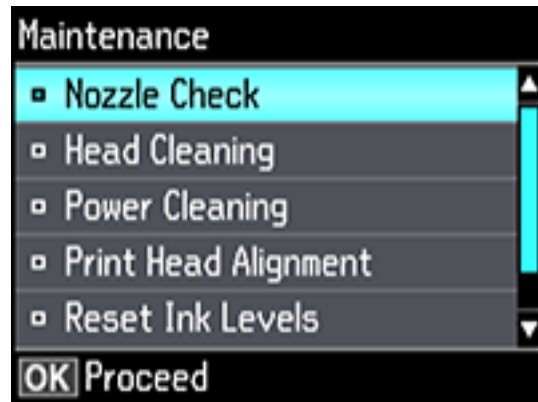 Maintenance
Nozzle Check
Head Cleaning
Power Cleaning
Print Head Alignment
Reset Ink Levels
OK Proceed